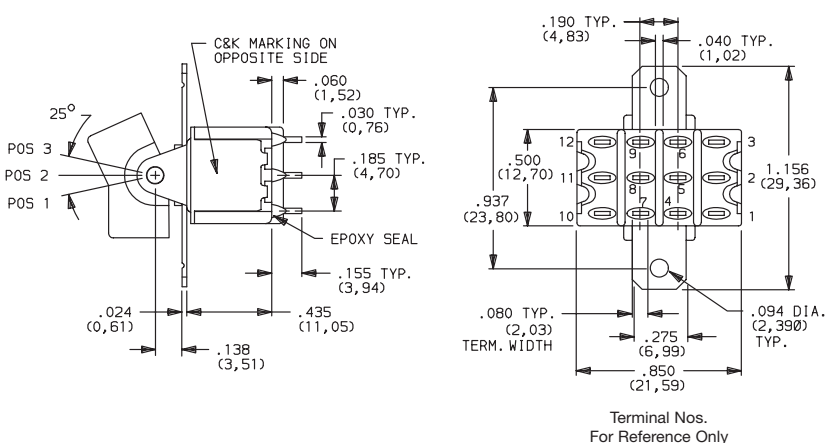 C&K MARKING ON
OPPOSITE SIDE
.060
(1,52)
.030 TYP.
(0,76)
25°
POS 3
POS 2
POS 1
.185 TYP.
(4,70)
EPOXY SEAL
.155 TYP.
(3,94)
.024
(0,61)
.435
(11,05)
.138
(3,51)
.190 TYP.
(4,83)
.040 TYP.
(1,02)
12
9
6
3
.500
(12,70)
11
8
5
2
1.156
(29,36)
.937
(23,80)
10
7
4
1
.080 TYP.
(2,03)
TERM. WIDTH
.275
(6,99)
.094 DIA.
(2,39Ø)
TYP.
.850
(21,59)
Terminal Nos.
For Reference Only